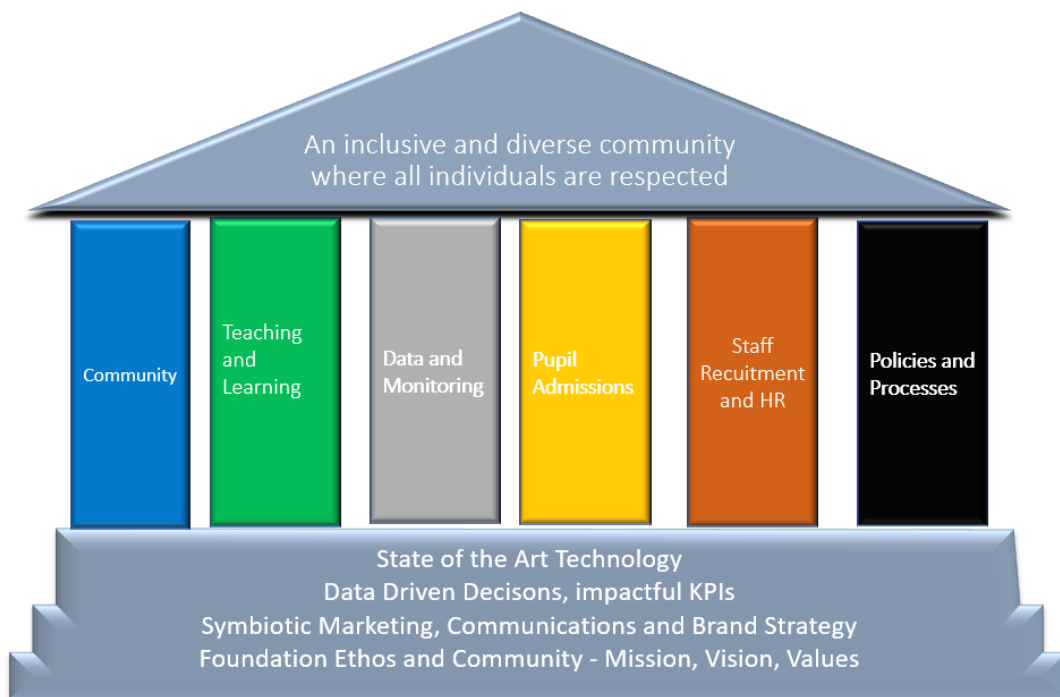 An inclusive and diverse community
where all individuals are respected
Community
Teaching
and
Learning
Data and
Monitoring
Pupil
Admissions
Staff
Recuitment
and HR
Policies and
Processes
State of the Art Technology
Data Driven Decisons, impactful KPIs
Symbiotic Marketing, Communications and Brand Strategy
Foundation Ethos and Community - Mission, Vision, Values